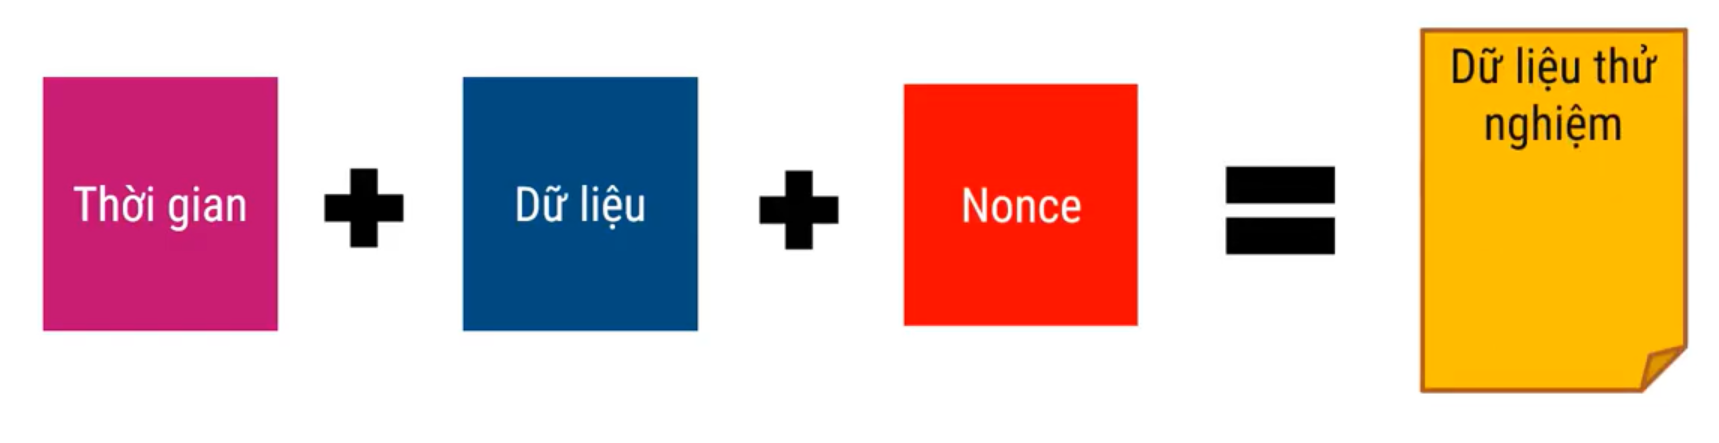 Thời gian
Dữ liệu
Nonce
Dữ liệu thử
nghiệm